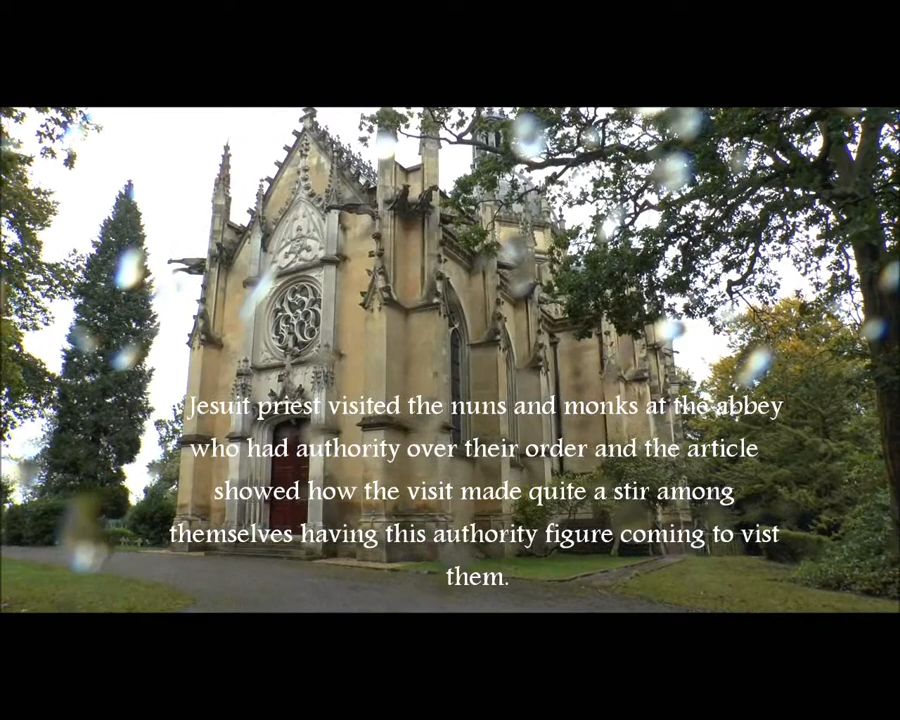 Jesuit priest visited the nuns and monks at the abbey
who had authority over their order and the article
showed how the visit made quite a stir among
themselves having this authority figure coming to vist
them.